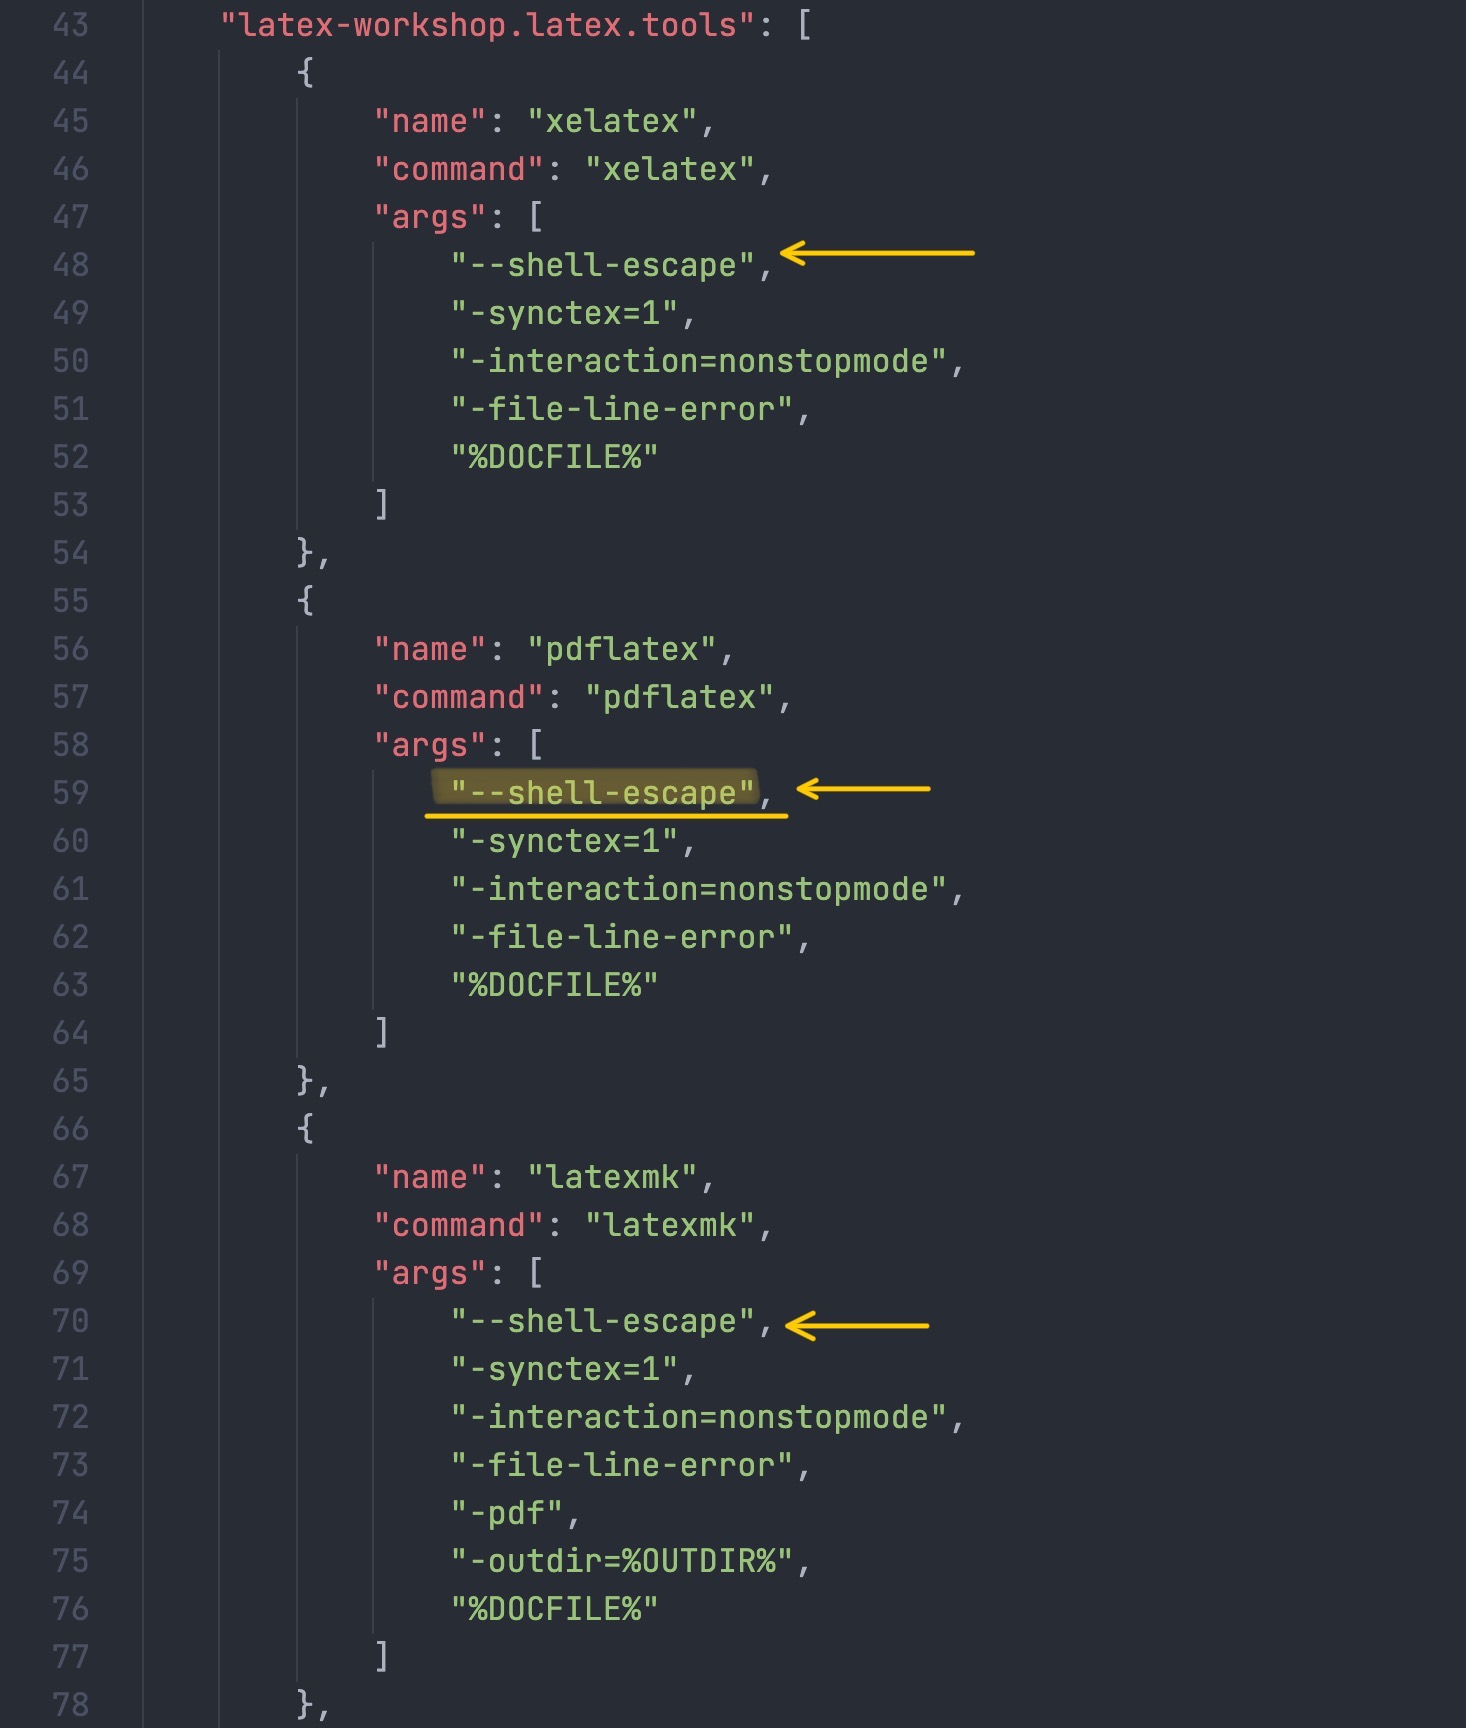 43 "latex-workshop.latex.tools": [
44 {
45 "name": "xelatex",
46 "command": "xelatex",
47 "args": [
48 "--shell-escape",
49 "-synctex=1",
50 "-interaction=nonstopmode",
51 "-file-line-error",
52 "%DOCFILE%"
53 ]
54 },
55 {
56 "name": "pdflatex",
57 "command": "pdflatex",
58 "args": [
59 "--shell-escape",
60 "-synctex=1",
61 "-interaction=nonstopmode",
62 "-file-line-error",
63 "%DOCFILE%"
64 ]
65 },
66 {
67 "name": "latexmk",
68 "command": "latexmk",
69 "args": [
70 "--shell-escape",
71 "-synctex=1",
72 "-interaction=nonstopmode",
73 "-file-line-error",
74 "-pdf",
75 "-outdir=%OUTDIR%",
76 "%DOCFILE%"
77 ]
78 },